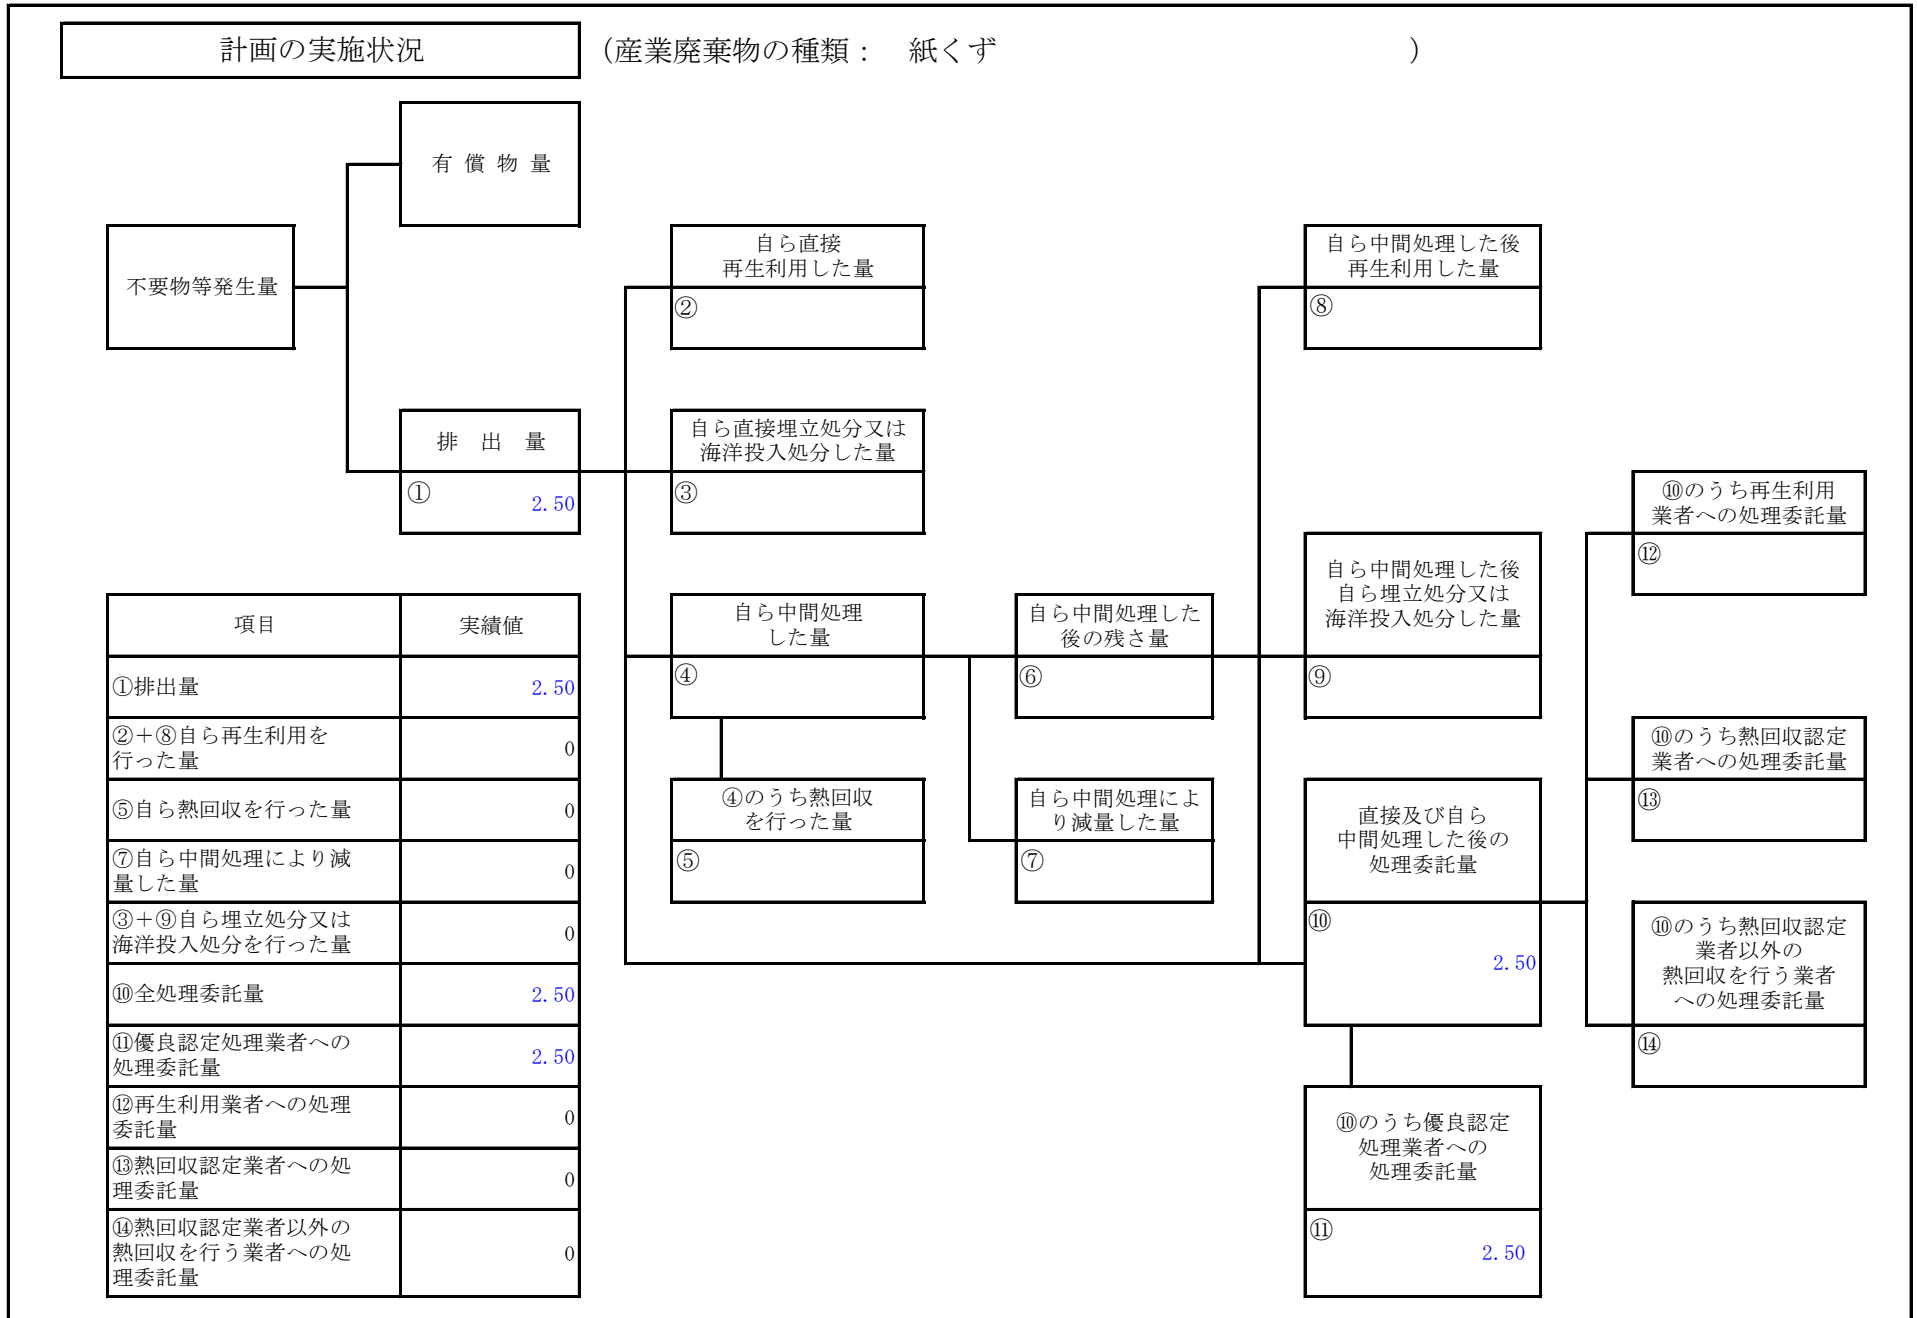 計画の実施状況
(産業廃棄物の種類： 紙くず )
有 償 物 量
不要物等発生量
自ら直接
再生利用した量
②
自ら中間処理した後
再生利用した量
⑧
排 出 量
① 2.50
自ら直接埋立処分又は
海洋投入処分した量
③
⑩のうち再生利用
業者への処理委託量
⑫
自ら中間処理
した量
④
自ら中間処理した
後の残さ量
⑥
自ら中間処理した後
自ら埋立処分又は
海洋投入処分した量
⑨
④のうち熱回収
を行った量
⑤
自ら中間処理によ
り減量した量
⑦
直接及び自ら
中間処理した後の
処理委託量
⑩
2.50
⑩のうち熱回収認定
業者への処理委託量
⑬
⑩のうち熱回収認定
業者以外の
熱回収を行う業者
への処理委託量
⑭
⑩のうち優良認定
処理業者への
処理委託量
⑪
2.50
項目 実績値
①排出量 2.50
②＋⑧自ら再生利用を
行った量 0
⑤自ら熱回収を行った量 0
⑦自ら中間処理により減
量した量 0
③＋⑨自ら埋立処分又は
海洋投入処分を行った量 0
⑩全処理委託量 2.50
⑪優良認定処理業者への
処理委託量 2.50
⑫再生利用業者への処理
委託量 0
⑬熱回収認定業者への処
理委託量 0
⑭熱回収認定業者以外の
熱回収を行う業者への処 0
理委託量